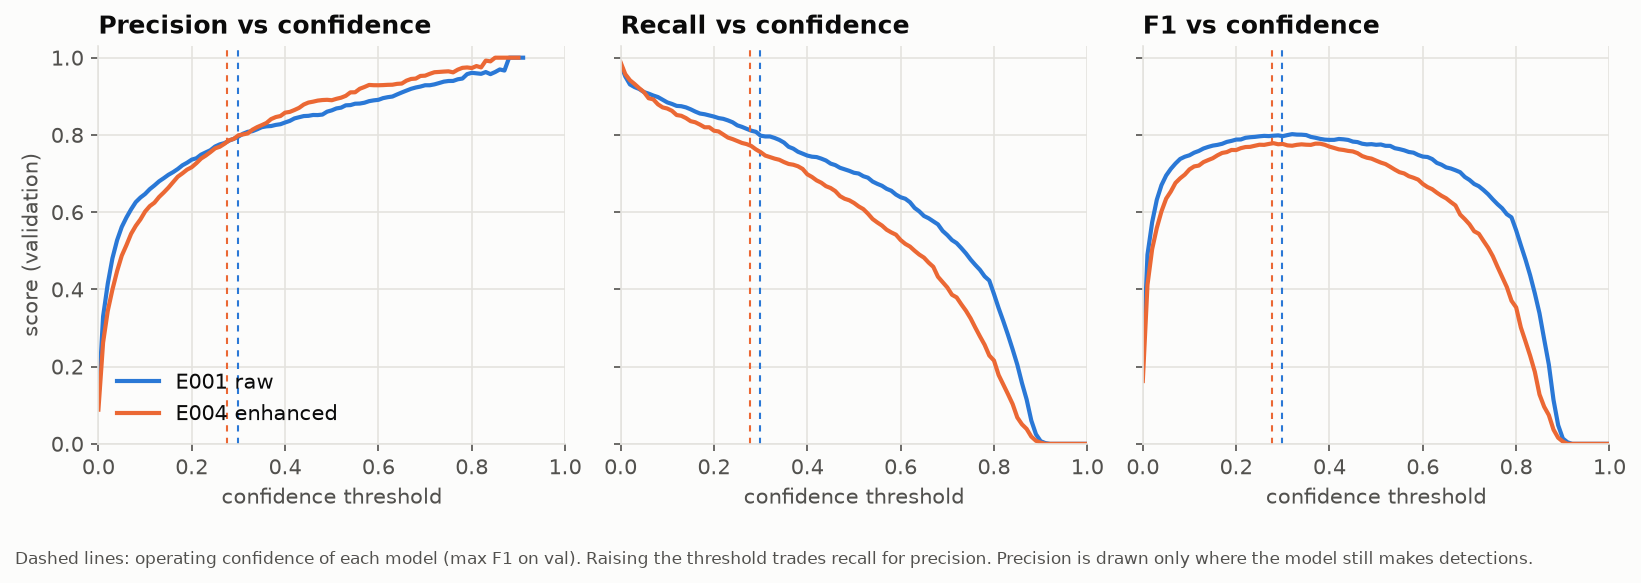 Precision vs confidence
Recall vs confidence
F1 vs confidence
score (validation)
1.0
0.8
0.6
0.4
0.2
0.0
E001 raw
E004 enhanced
0.0 0.2 0.4 0.6 0.8 1.0
0.0 0.2 0.4 0.6 0.8 1.0
0.0 0.2 0.4 0.6 0.8 1.0
confidence threshold
confidence threshold
confidence threshold
Dashed lines: operating confidence of each model (max F1 on val). Raising the threshold trades recall for precision. Precision is drawn only where the model still makes detections.